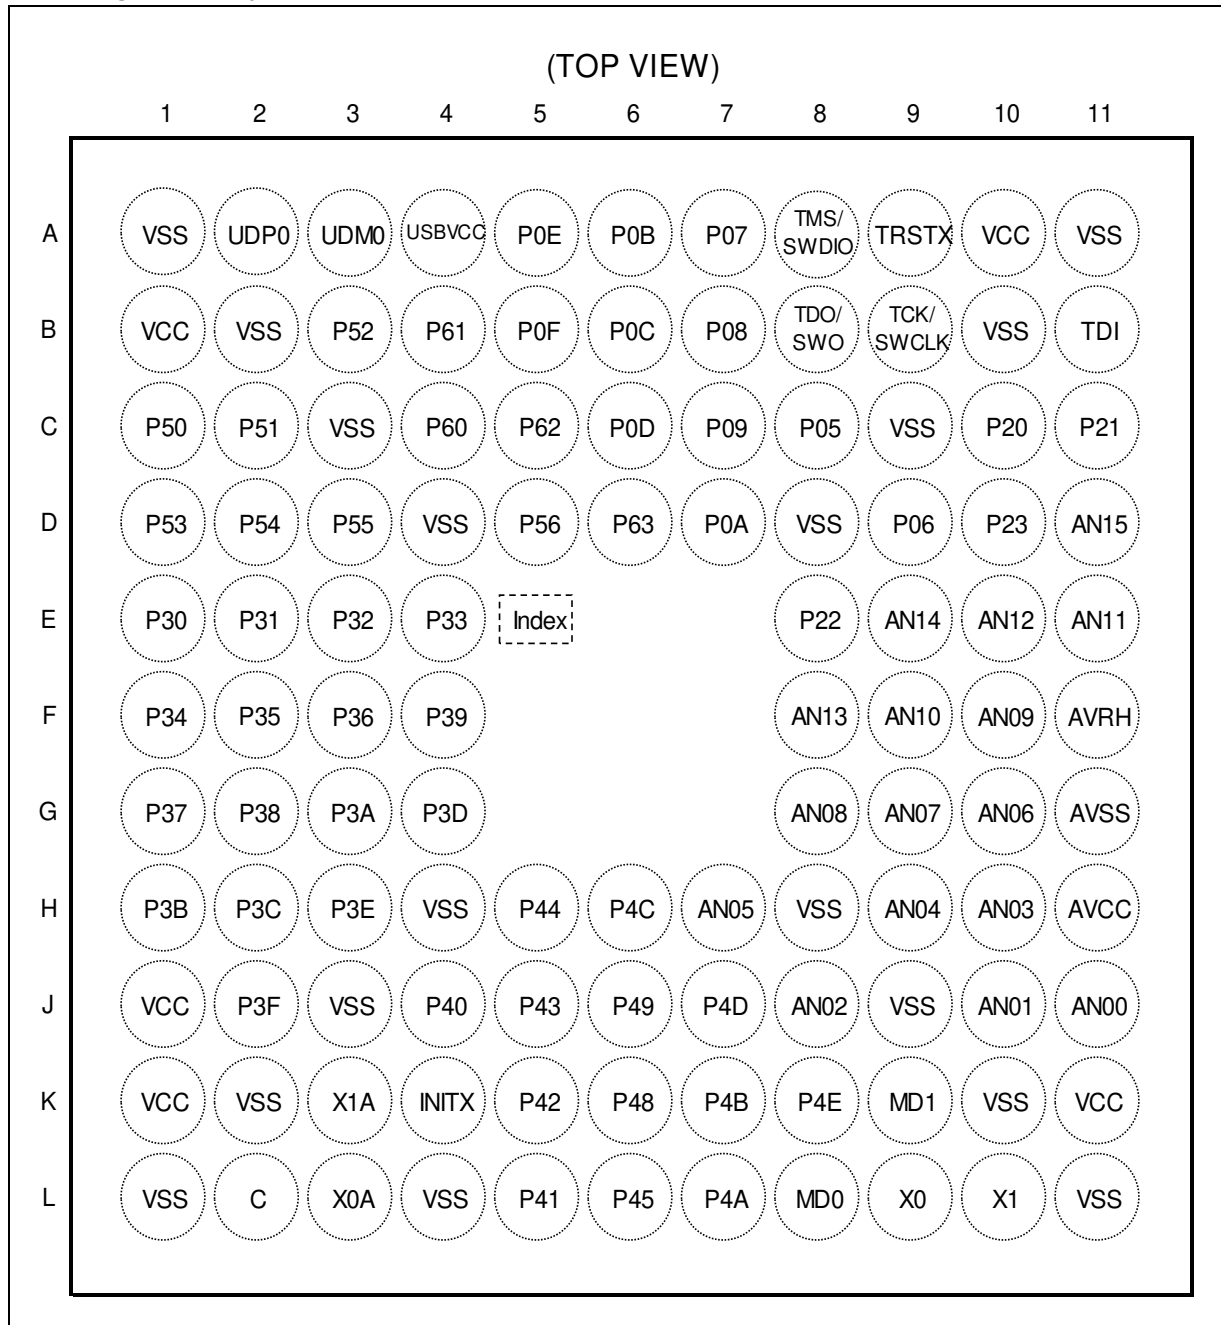 (TOP VIEW)
1 2 3 4 5 6 7 8 9 10 11
A VSS UDP0 UDM0 USBVCC P0E P0B P07 TMS/ SWDIO TRSTX VCC VSS
B VCC VSS P52 P61 P0F P0C P08 TDO/ SWO TCK/ SWCLK VSS TDI
C P50 P51 VSS P60 P62 P0D P09 P05 VSS P20 P21
D P53 P54 P55 VSS P56 P63 P0A VSS P06 P23 AN15
E P30 P31 P32 P33 Index P22 AN14 AN12 AN11
F P34 P35 P36 P39 AN13 AN10 AN09 AVRH
G P37 P38 P3A P3D AN08 AN07 AN06 AVSS
H P3B P3C P3E VSS P44 P4C AN05 VSS AN04 AN03 AVCC
J VCC P3F VSS P40 P43 P49 P4D AN02 VSS AN01 AN00
K VCC VSS X1A INITX P42 P48 P4B P4E MD1 VSS VCC
L VSS C X0A VSS P41 P45 P4A MD0 X0 X1 VSS